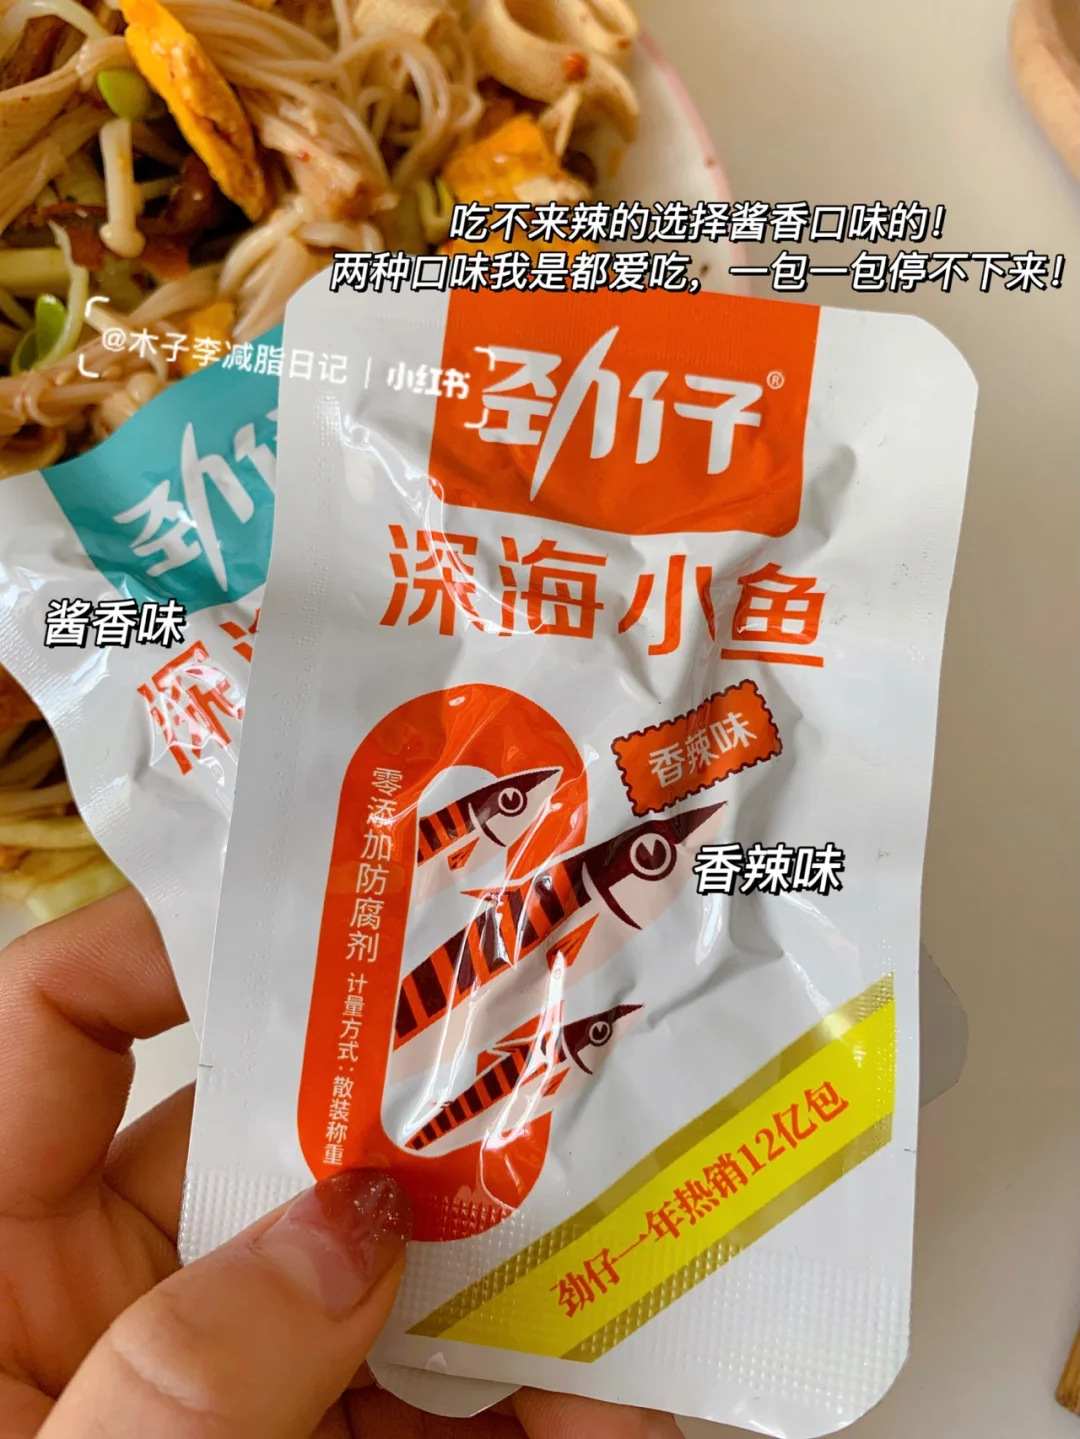 吃不来辣的选择酱香口味的！
两种口味我是都爱吃，一包一包停不下来！
@木子李减脂日记 | 小红书
劲仔®
劲仔
深海小鱼
酱香味
香辣味
香辣味
零添加防腐剂
计量方式：散装称重
劲仔一年热销12亿包